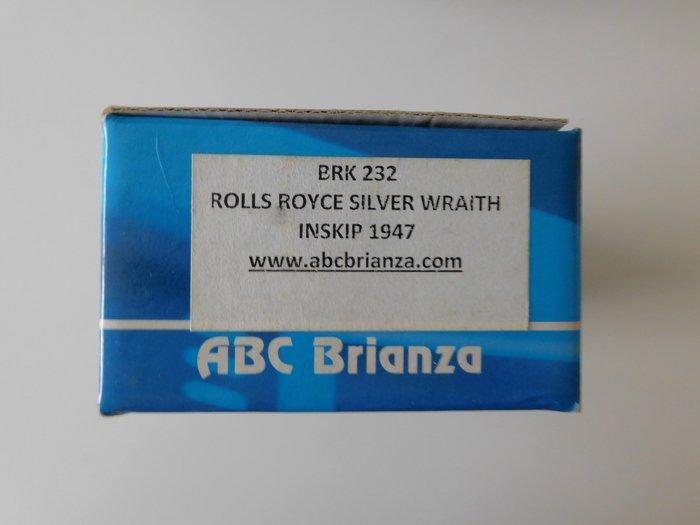 BRK 232
ROLLS ROYCE SILVER WRAITH
INSKIP 1947
www.abcbrianza.com
ABC Brianza